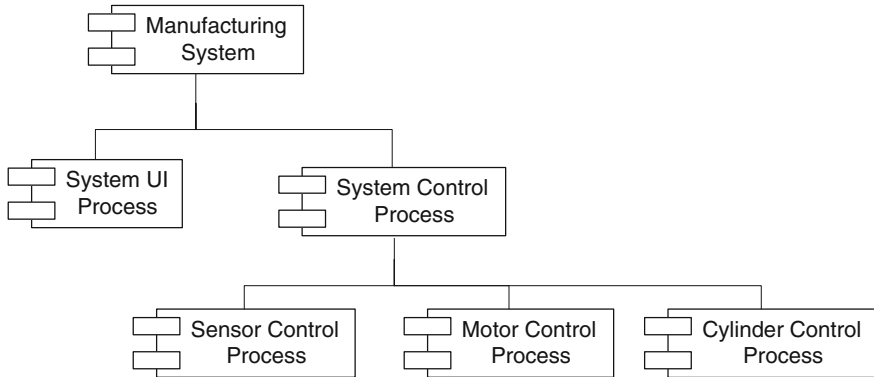 Manufacturing
System
System UI
Process
System Control
Process
Sensor Control
Process
Motor Control
Process
Cylinder Control
Process